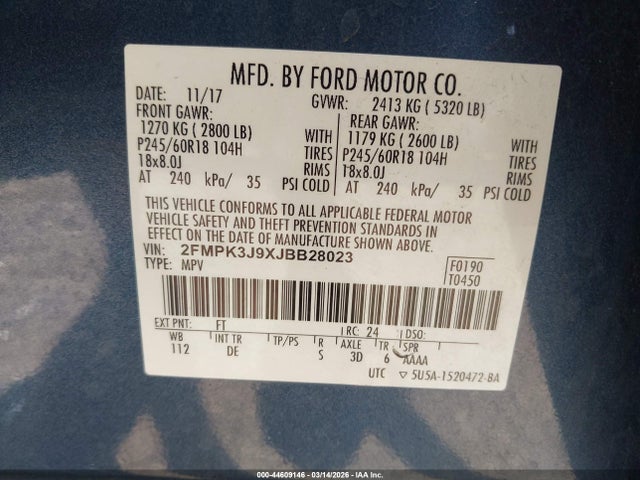 MFD. BY FORD MOTOR CO.
DATE: 11/17 GVWR: 2413 KG ( 5320 LB)
FRONT GAWR: REAR GAWR:
1270 KG ( 2800 LB) WITH 1179 KG ( 2600 LB) WITH
P245/60R18 104H TIRES P245/60R18 104H TIRES
18x8.0J RIMS 18x8.0J RIMS
AT 240 kPa/ 35 PSI COLD AT 240 kPa/ 35 PSI COLD
THIS VEHICLE CONFORMS TO ALL APPLICABLE FEDERAL MOTOR
VEHICLE SAFETY AND THEFT PREVENTION STANDARDS IN
EFFECT ON THE DATE OF MANUFACTURE SHOWN ABOVE.
VIN: 2FMPK3J9XJBB28023 F0190
TYPE: MPV T0450
EXT PNT: FT RC: 24 DSO:
WB INT TR TP/PS R AXLE TR SPR
112 DE S 3D 6 AAAA
UTC ▽ 5U5A-1520472-BA
000-44609146 - 03/14/2026 - IAA Inc.